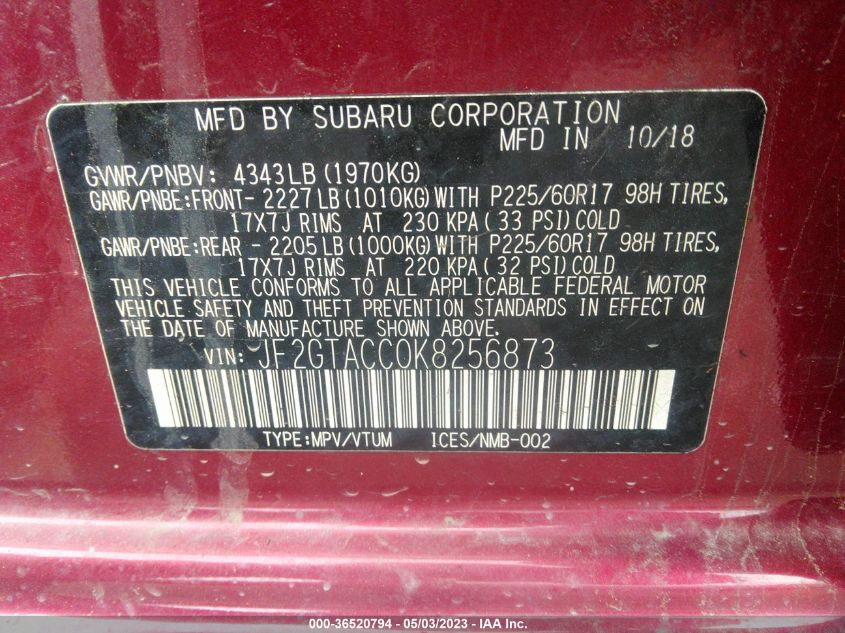 MFD BY SUBARU CORPORATION
MFD IN 10/18
GVWR/PNBV: 4343LB (1970KG)
GAWR/PNBE:FRONT- 2227LB(1010KG)WITH P225/60R17 98H TIRES,
17X7J RIMS AT 230 KPA( 33 PSI)COLD
GAWR/PNBE:REAR - 2205LB(1000KG)WITH P225/60R17 98H TIRES,
17X7J RIMS AT 220 KPA( 32 PSI)COLD
THIS VEHICLE CONFORMS TO ALL APPLICABLE FEDERAL MOTOR
VEHICLE SAFETY AND THEFT PREVENTION STANDARDS IN EFFECT ON
THE DATE OF MANUFACTURE SHOWN ABOVE.
VIN: JF2GTACC0K8256873
TYPE:MPV/VTUM ICES/NMB-002
000-36520794 - 05/03/2023 - IAA Inc.